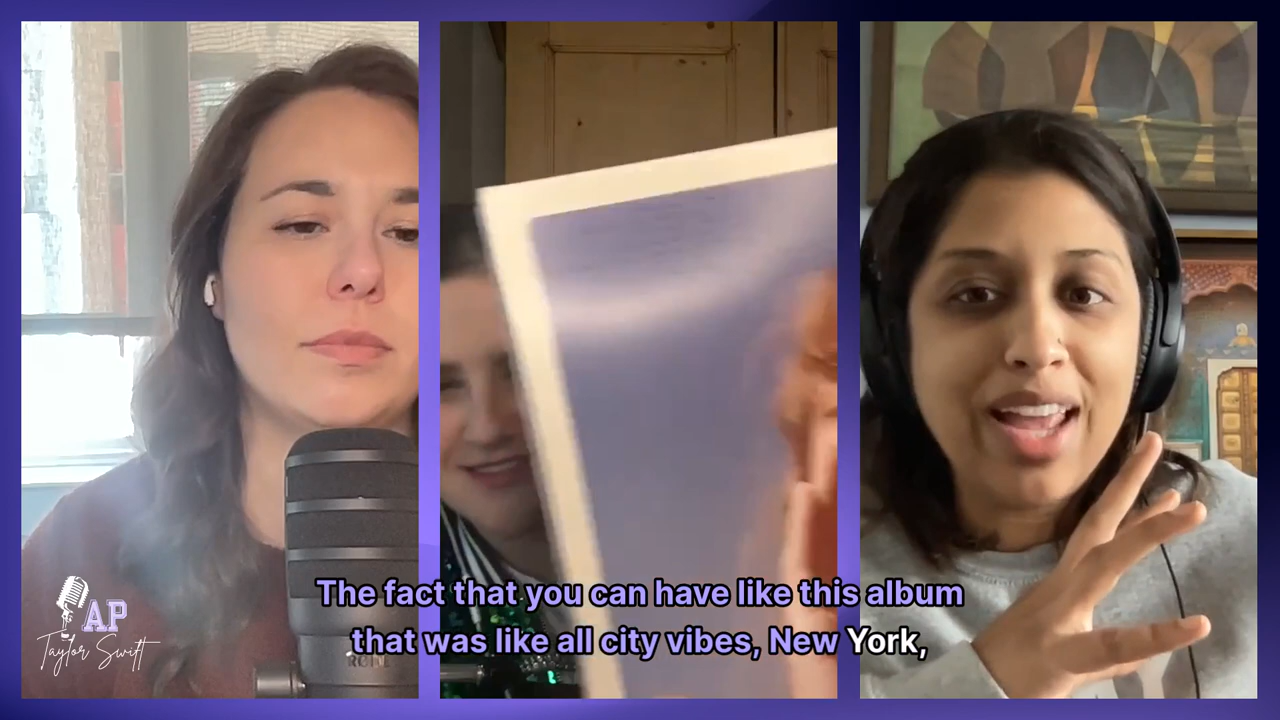 The fact that you can have like this album
that was like all city vibes, New York,
AP
Taylor Swift
RØDE